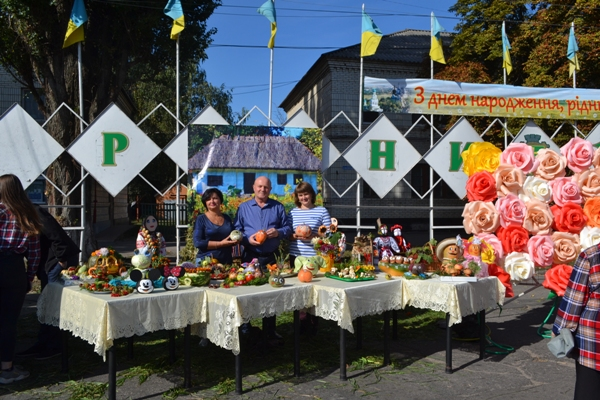 З днем народження, рідн
Р Н И